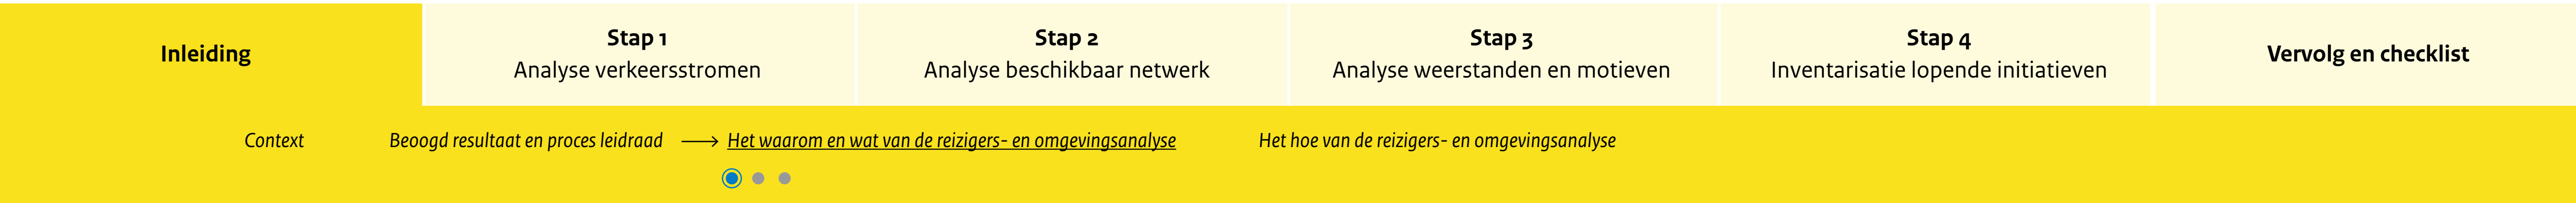 Inleiding
Stap 1
Analyse verkeersstromen
Stap 2
Analyse beschikbaar netwerk
Stap 3
Analyse weerstanden en motieven
Stap 4
Inventarisatie lopende initiatieven
Vervolg en checklist
Context
Beoogd resultaat en proces leidraad
Het waarom en wat van de reizigers- en omgevingsanalyse
Het hoe van de reizigers- en omgevingsanalyse